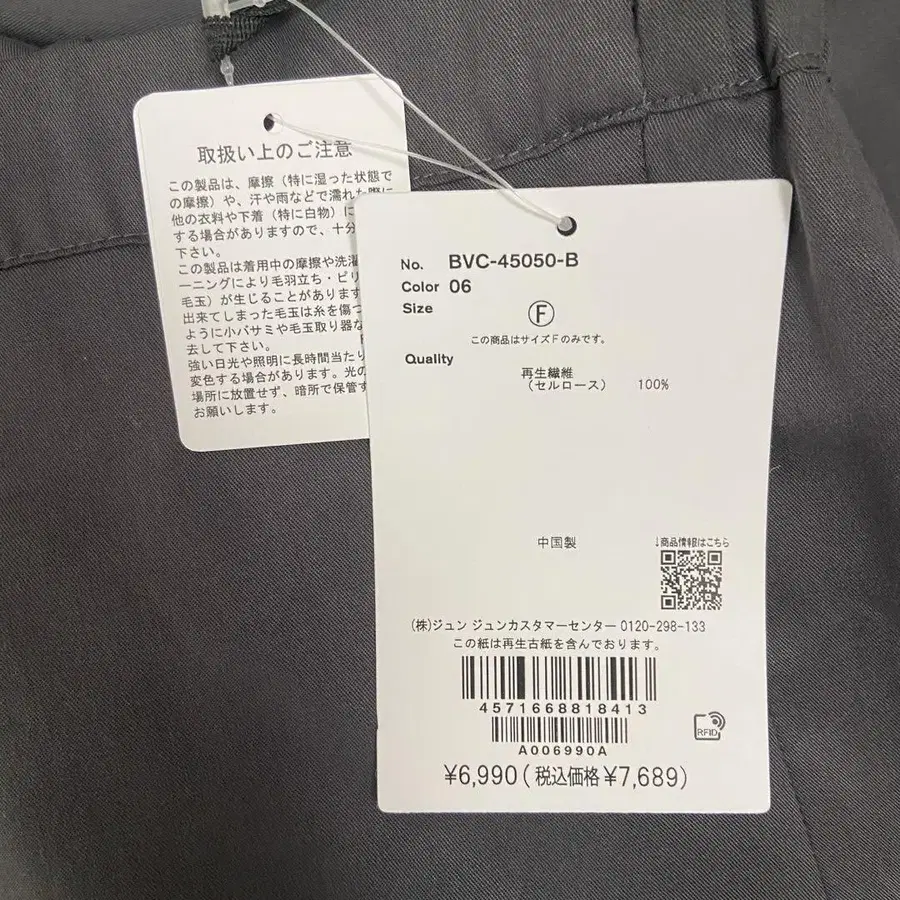 取扱い上のご注意
この製品は、摩擦（特に湿った状態で
の摩擦）や、汗や雨などで濡れた際に
他の衣料や下着（特に白物）に
する場合がありますので、十分
下さい。
この製品は着用中の摩擦や洗濯
ーニングにより毛羽立ち・ピリ
毛玉）が生じることがあります
出来てしまった毛玉は糸を傷つ
ように小バサミや毛玉取り器な
去して下さい。
強い日光や照明に長時間当たり
変色する場合があります。光の
場所に放置せず、暗所で保管す
お願いします。
No. BVC-45050-B
Color 06
Size F
この商品はサイズFのみです。
Quality
再生繊維
（セルロース） 100%
中国製
↓商品情報はこちら
(株)ジュン ジュンカスタマーセンター 0120-298-133
この紙は再生古紙を含んでおります。
4571668818413
RFID
A006990A
¥6,990(税込価格¥7,689)